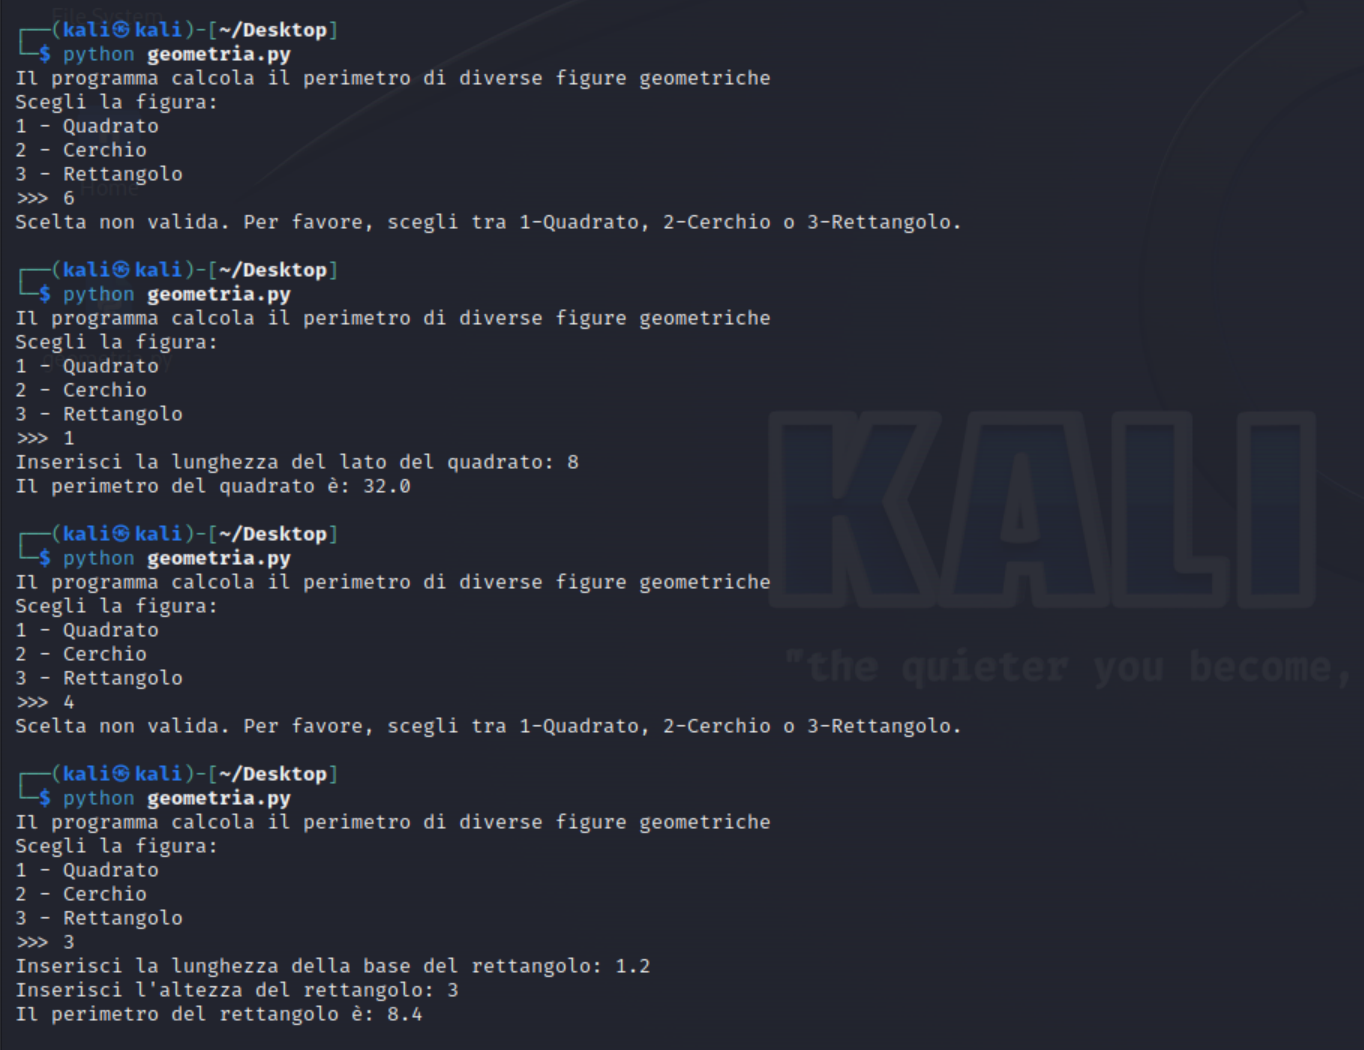 File System
┌──(kali㉿kali)-[~/Desktop]
└─$ python geometria.py
Il programma calcola il perimetro di diverse figure geometriche
Scegli la figura:
1 - Quadrato
2 - Cerchio
3 - Rettangolo
Home
>>> 6
Scelta non valida. Per favore, scegli tra 1-Quadrato, 2-Cerchio o 3-Rettangolo.
┌──(kali㉿kali)-[~/Desktop]
└─$ python geometria.py
Il programma calcola il perimetro di diverse figure geometriche
Scegli la figura:
1 - Quadrato
2 - Cerchio
3 - Rettangolo
>>> 1
Inserisci la lunghezza del lato del quadrato: 8
Il perimetro del quadrato è: 32.0
┌──(kali㉿kali)-[~/Desktop]
└─$ python geometria.py
Il programma calcola il perimetro di diverse figure geometriche
Scegli la figura:
1 - Quadrato
2 - Cerchio
3 - Rettangolo
>>> 4
Scelta non valida. Per favore, scegli tra 1-Quadrato, 2-Cerchio o 3-Rettangolo.
┌──(kali㉿kali)-[~/Desktop]
└─$ python geometria.py
Il programma calcola il perimetro di diverse figure geometriche
Scegli la figura:
1 - Quadrato
2 - Cerchio
3 - Rettangolo
>>> 3
Inserisci la lunghezza della base del rettangolo: 1.2
Inserisci l'altezza del rettangolo: 3
Il perimetro del rettangolo è: 8.4
KALI
"the quieter you become,